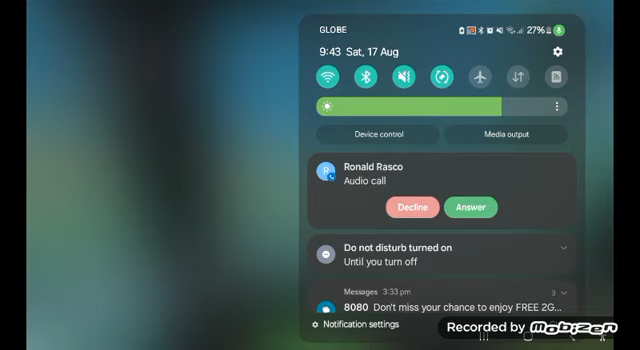 GLOBE
27%
9:43 Sat, 17 Aug
Device control
Media output
R
Ronald Rasco
Audio call
Decline
Answer
Do not disturb turned on
Until you turn off
Messages 3:33 pm
3
8080 Don't miss your chance to enjoy FREE 2G...
Notification settings
Recorded by Mobizen